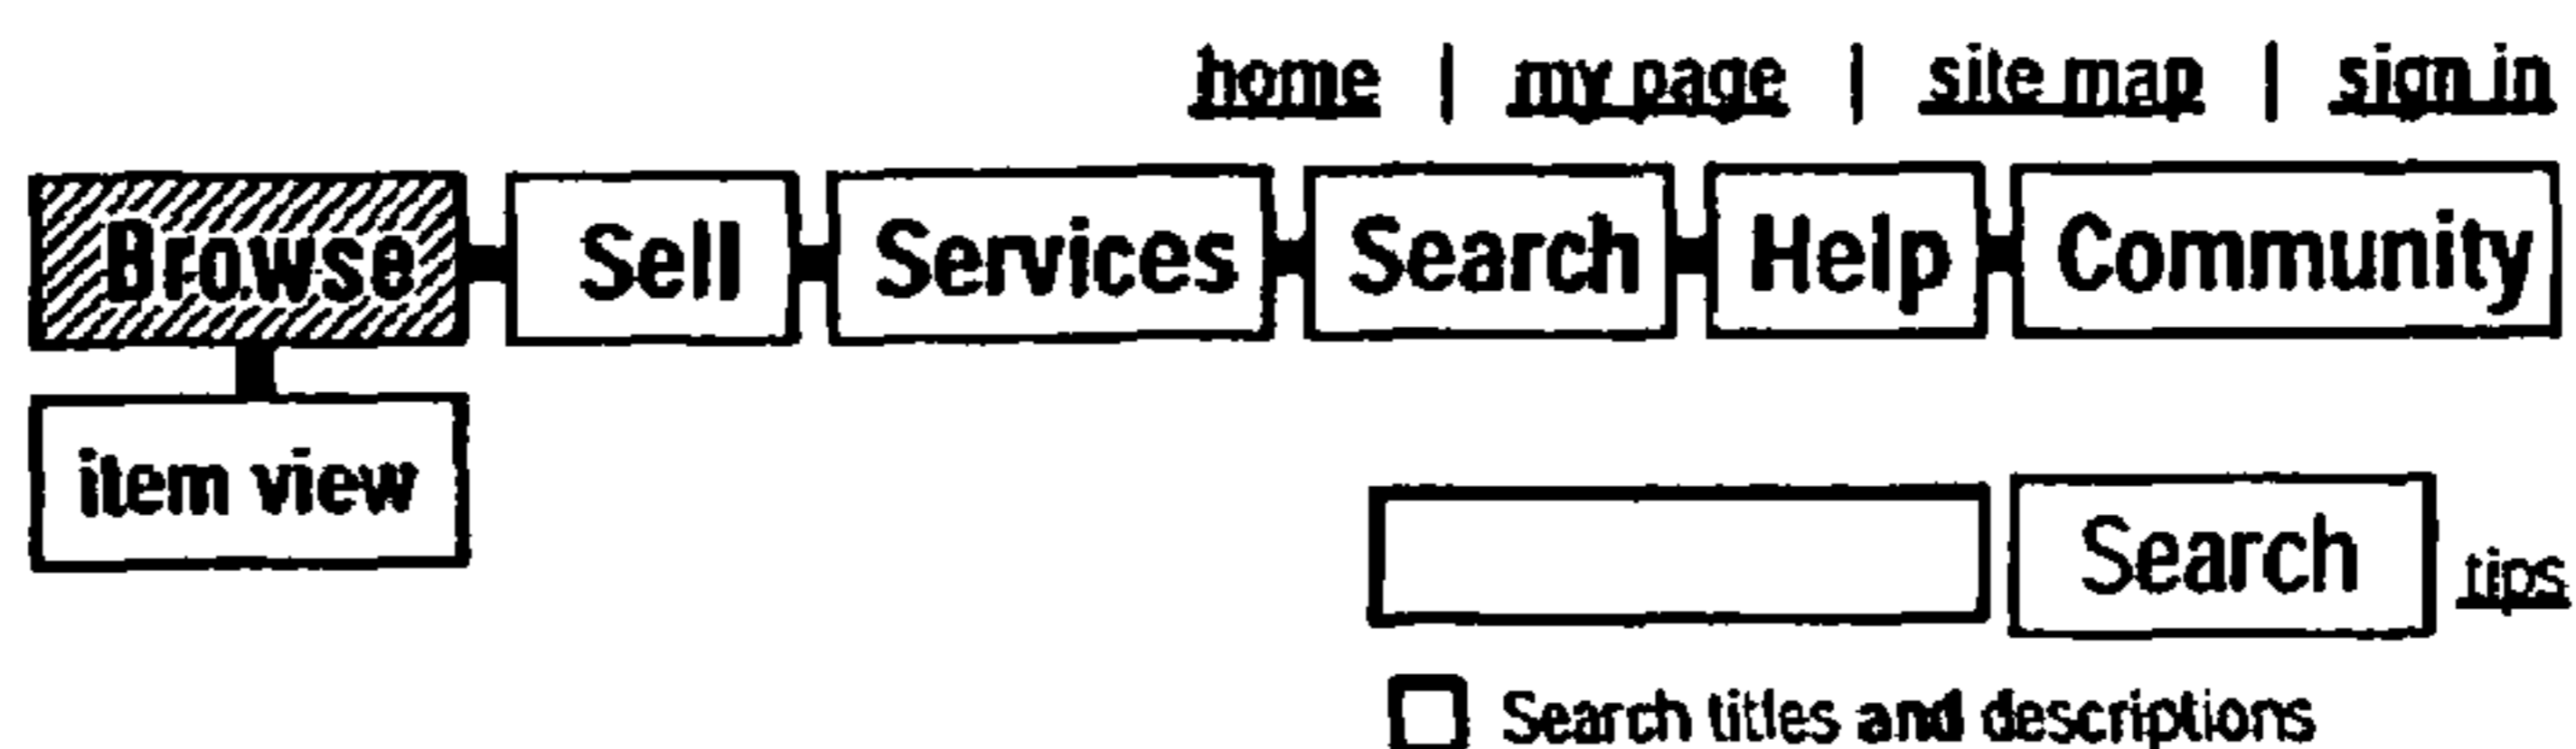 home | my page | site map | sign in
Browse Sell Services Search Help Community
item view
Search tips
Search titles and descriptions